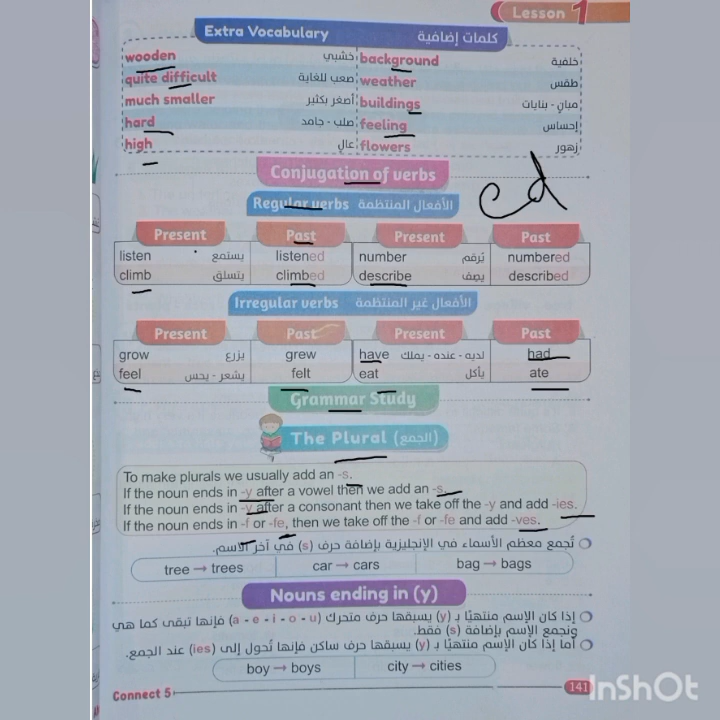 Lesson 1
Extra Vocabulary كلمات إضافية
wooden خشبي background خلفية
quite difficult صعب للغاية weather طقس
much smaller أصغر بكثير buildings مبان - بنايات
hard صلب - جامد feeling إحساس
high عالٍ flowers زهور
Conjugation of verbs
ed
Regular verbs الأفعال المنتظمة
Present Past Present Past
listen يستمع listened number يُرقم numbered
climb يتسلق climbed describe يصف described
Irregular verbs الأفعال غير المنتظمة
Present Past Present Past
grow يزرع grew have لديه - عنده - يملك had
feel يشعر - يحس felt eat يأكل ate
Grammar Study
The Plural (الجمع)
To make plurals we usually add an -s.
If the noun ends in -y after a vowel then we add an -s.
If the noun ends in -y after a consonant then we take off the -y and add -ies.
If the noun ends in -f or -fe, then we take off the -f or -fe and add -ves.
تُجمع معظم الأسماء في الإنجليزية بإضافة حرف (s) في آخر الاسم.
tree → trees car → cars bag → bags
Nouns ending in (y)
إذا كان الإسم منتهيًا بـ (y) يسبقها حرف متحرك (a - e - i - o - u) فإنها تبقى كما هي
ونجمع الإسم بإضافة (s) فقط.
أما إذا كان الإسم منتهيًا بـ (y) يسبقها حرف ساكن فإنها تُحول إلى (ies) عند الجمع.
boy → boys city → cities
Connect 5 141
InShOt